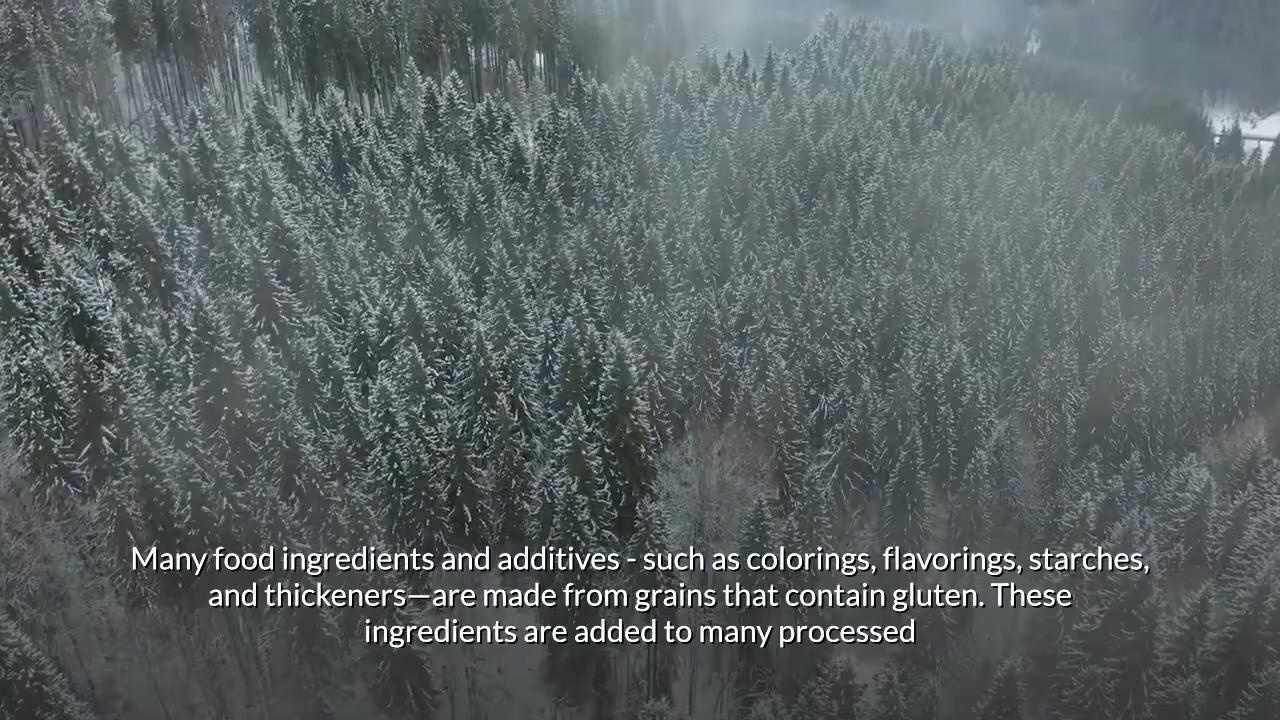 Many food ingredients and additives - such as colorings, flavorings, starches,
and thickeners—are made from grains that contain gluten. These
ingredients are added to many processed